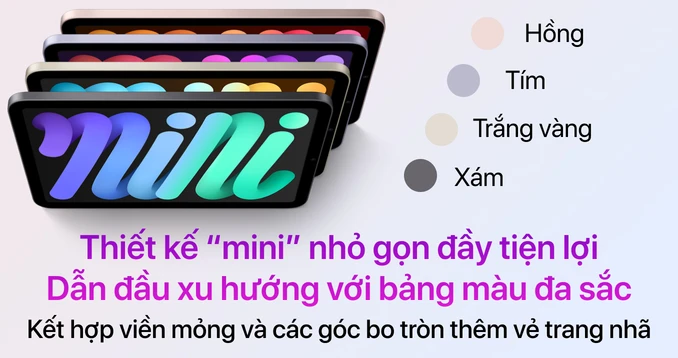 mini
Hồng
Tím
Trắng vàng
Xám
Thiết kế “mini” nhỏ gọn đầy tiện lợi
Dẫn đầu xu hướng với bảng màu đa sắc
Kết hợp viền mỏng và các góc bo tròn thêm vẻ trang nhã